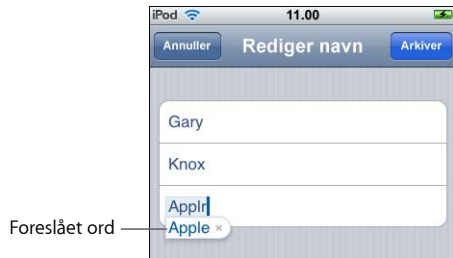 iPod 11.00
Annuller Rediger navn Arkiver
Gary
Knox
Applr
Foreslået ord Apple ×